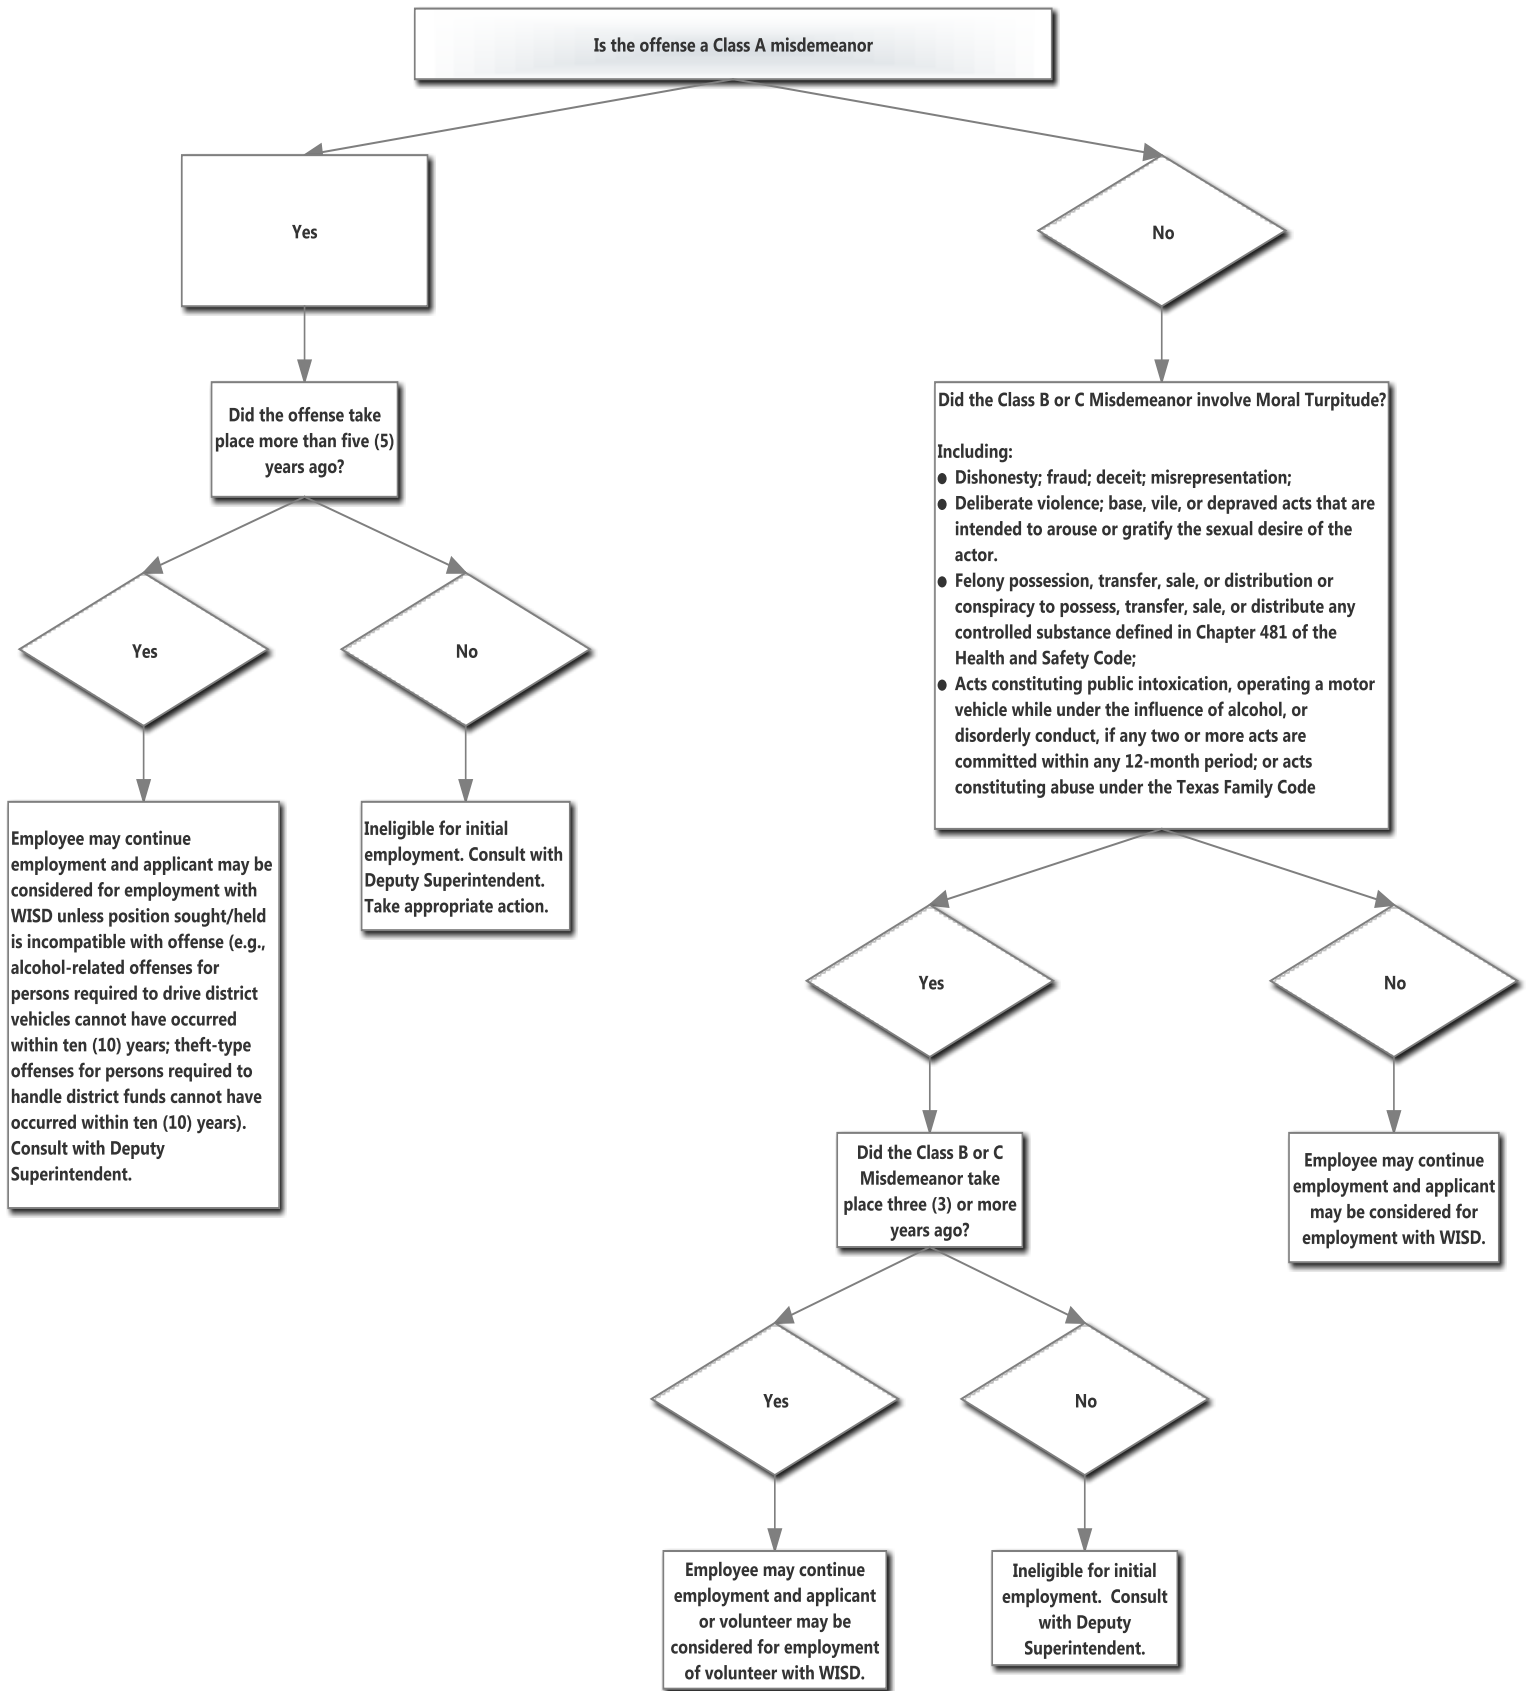 Is the offense a Class A misdemeanor
Yes
No
Did the offense take
place more than five (5)
years ago?
Yes
No
Employee may continue
employment and applicant may be
considered for employment with
WISD unless position sought/held
is incompatible with offense (e.g.,
alcohol-related offenses for
persons required to drive district
vehicles cannot have occurred
within ten (10) years; theft-type
offenses for persons required to
handle district funds cannot have
occurred within ten (10) years).
Consult with Deputy
Superintendent.
Ineligible for initial
employment. Consult with
Deputy Superintendent.
Take appropriate action.
Did the Class B or C Misdemeanor involve Moral Turpitude?
Including:
● Dishonesty; fraud; deceit; misrepresentation;
● Deliberate violence; base, vile, or depraved acts that are
intended to arouse or gratify the sexual desire of the
actor.
● Felony possession, transfer, sale, or distribution or
conspiracy to possess, transfer, sale, or distribute any
controlled substance defined in Chapter 481 of the
Health and Safety Code;
● Acts constituting public intoxication, operating a motor
vehicle while under the influence of alcohol, or
disorderly conduct, if any two or more acts are
committed within any 12-month period; or acts
constituting abuse under the Texas Family Code
Yes
No
Did the Class B or C
Misdemeanor take
place three (3) or more
years ago?
Employee may continue
employment and applicant
may be considered for
employment with WISD.
Yes
No
Employee may continue
employment and applicant
or volunteer may be
considered for employment
of volunteer with WISD.
Ineligible for initial
employment.  Consult
with Deputy
Superintendent.